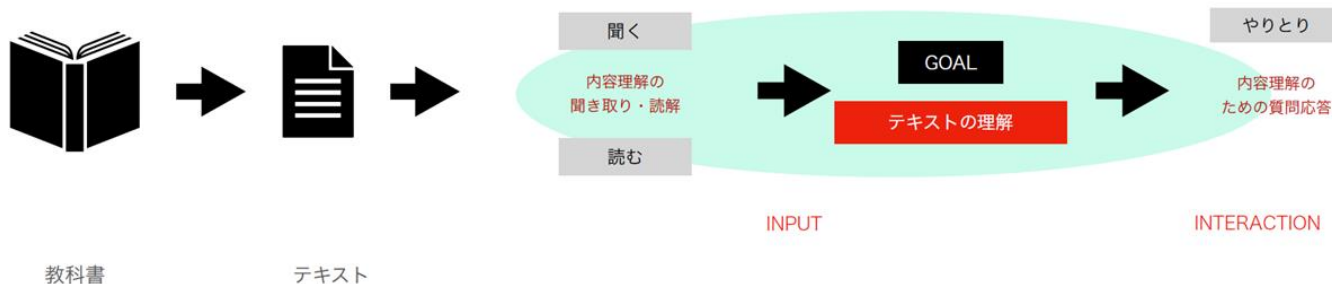 聞く
内容理解の
聞き取り・読解
読む
GOAL
テキストの理解
やりとり
内容理解の
ための質問応答
INPUT
INTERACTION
教科書
テキスト